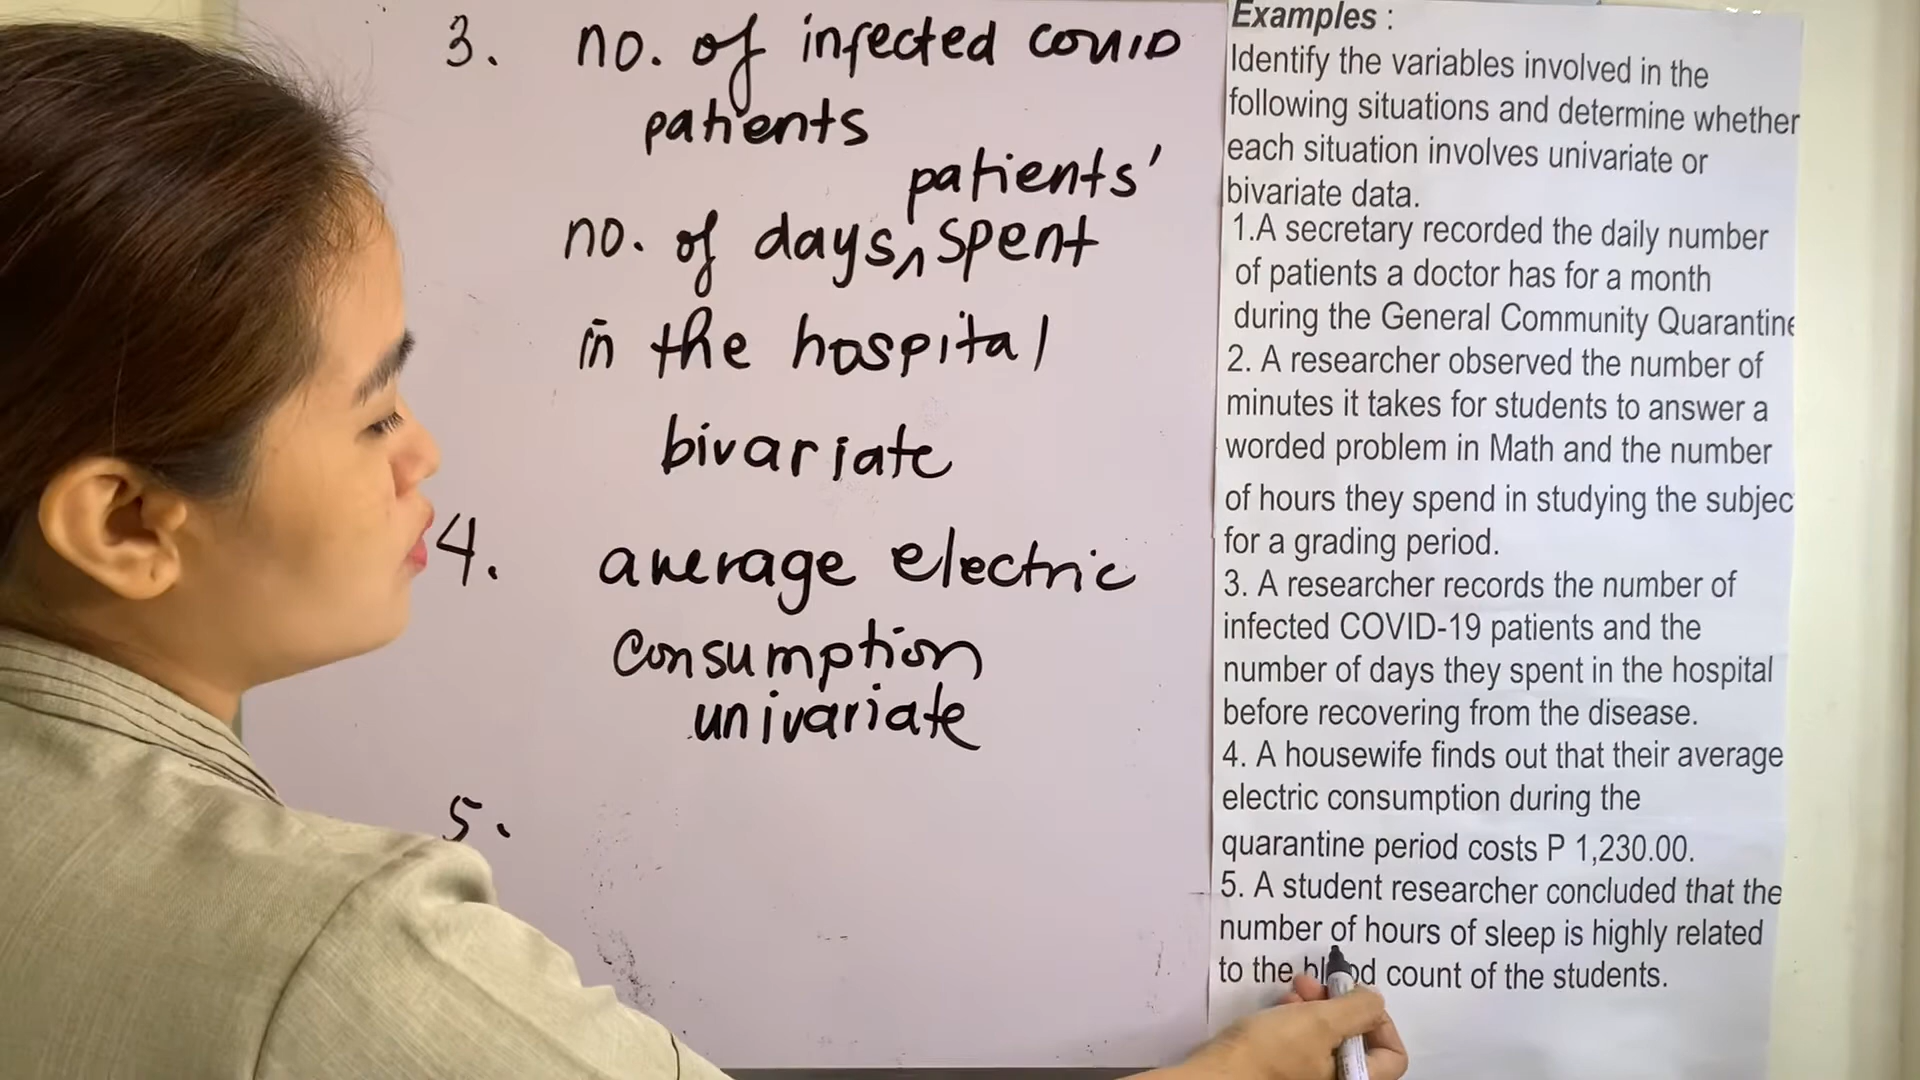 3. no. of infected COVID
patients
patients'
no. of days, ^ spent
in the hospital
bivariate
4. average electric
consumption
univariate
5.
Examples :
Identify the variables involved in the
following situations and determine whether
each situation involves univariate or
bivariate data.
1.A secretary recorded the daily number
of patients a doctor has for a month
during the General Community Quarantine
2. A researcher observed the number of
minutes it takes for students to answer a
worded problem in Math and the number
of hours they spend in studying the subjec
for a grading period.
3. A researcher records the number of
infected COVID-19 patients and the
number of days they spent in the hospital
before recovering from the disease.
4. A housewife finds out that their average
electric consumption during the
quarantine period costs P 1,230.00.
5. A student researcher concluded that the
number of hours of sleep is highly related
to the blood count of the students.